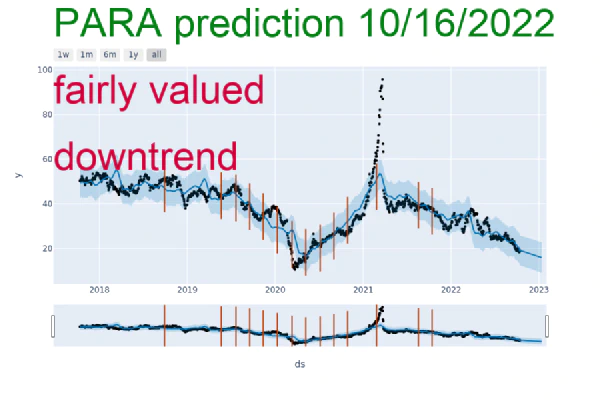 PARA prediction 10/16/2022
1w 1m 6m 1y all
100
fairly valued
80
60
downtrend
y
40
20
2018 2019 2020 2021 2022 2023
ds